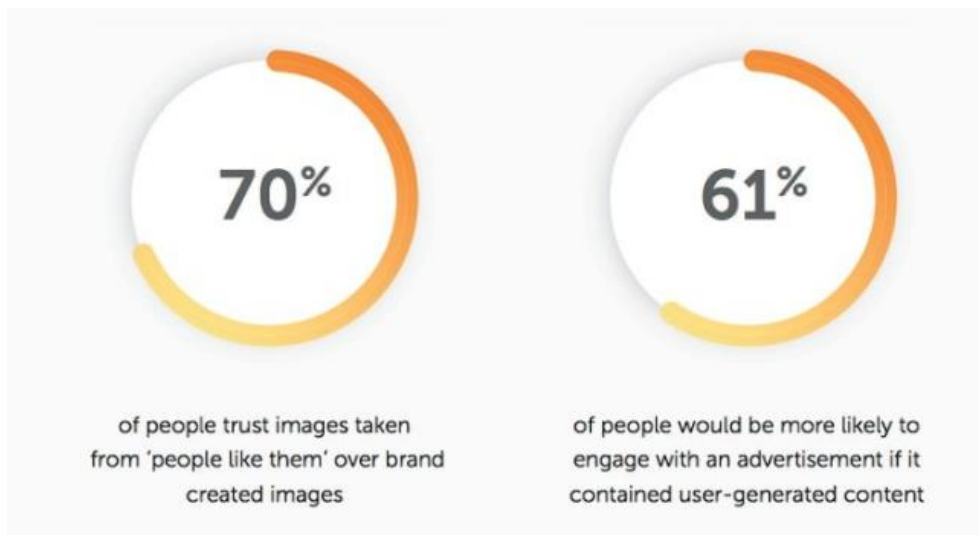 70%
of people trust images taken
from ‘people like them’ over brand
created images
61%
of people would be more likely to
engage with an advertisement if it
contained user-generated content